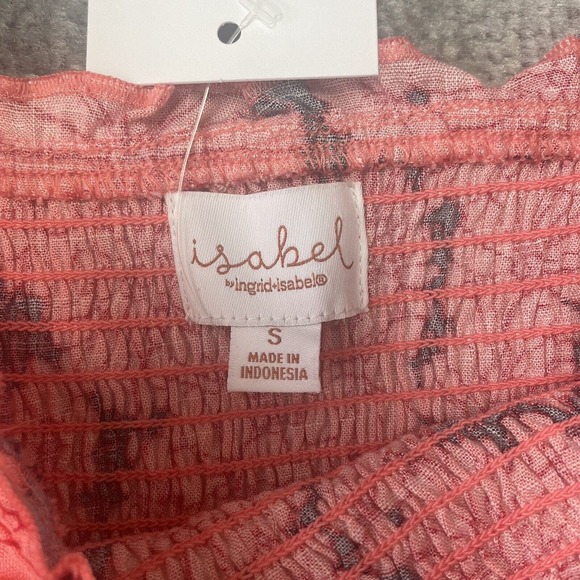 isabel
by ingrid+isabel®
S
MADE IN
INDONESIA